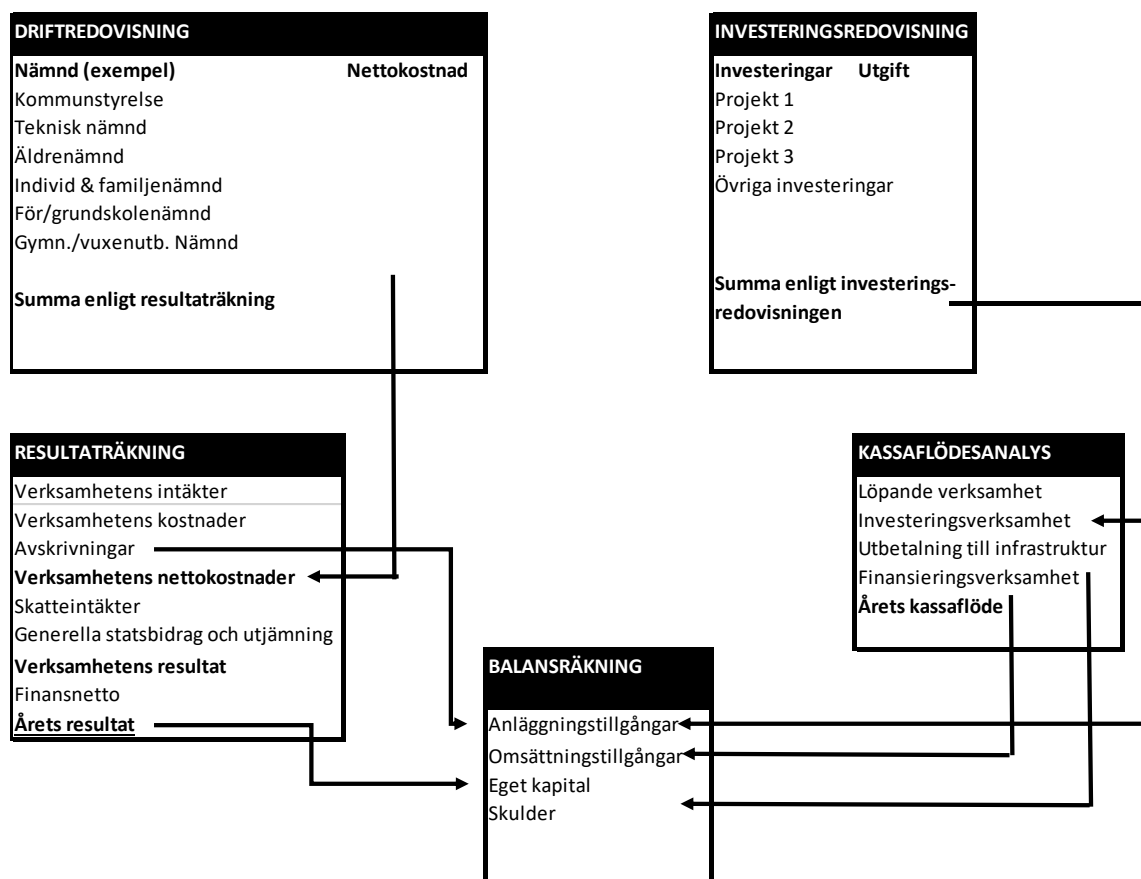 DRIFTREDOVISNING
Nämnd (exempel) Nettokostnad
Kommunstyrelse
Teknisk nämnd
Äldrenämnd
Individ & familjenämnd
För/grundskolenämnd
Gymn./vuxenutb. Nämnd
Summa enligt resultaträkning
INVESTERINGSREDOVISNING
Investeringar Utgift
Projekt 1
Projekt 2
Projekt 3
Övriga investeringar
Summa enligt investerings-
redovisningen
RESULTATRÄKNING
Verksamhetens intäkter
Verksamhetens kostnader
Avskrivningar
Verksamhetens nettokostnader
Skatteintäkter
Generella statsbidrag och utjämning
Verksamhetens resultat
Finansnetto
Årets resultat
KASSAFLÖDESANALYS
Löpande verksamhet
Investeringsverksamhet
Utbetalning till infrastruktur
Finansieringsverksamhet
Årets kassaflöde
BALANSRÄKNING
Anläggningstillgångar
Omsättningstillgångar
Eget kapital
Skulder